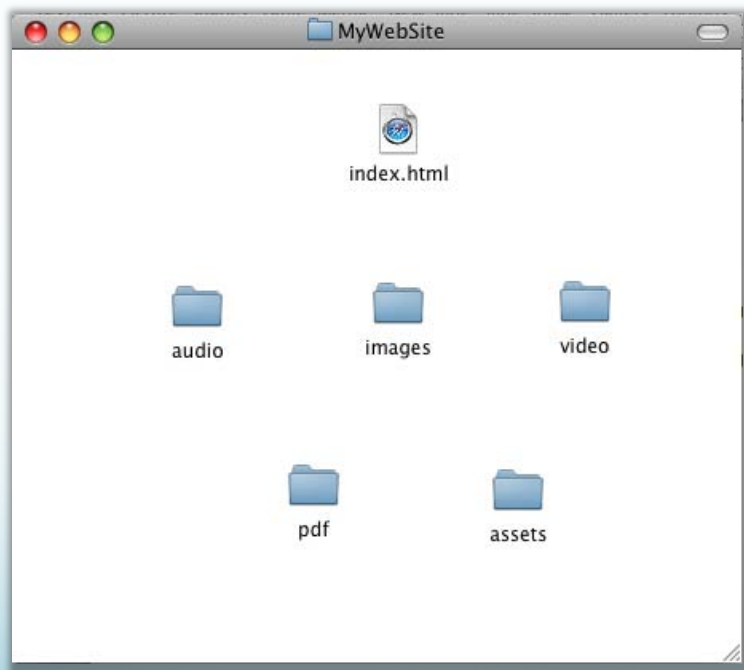 MyWebSite
index.html
audio
images
video
pdf
assets